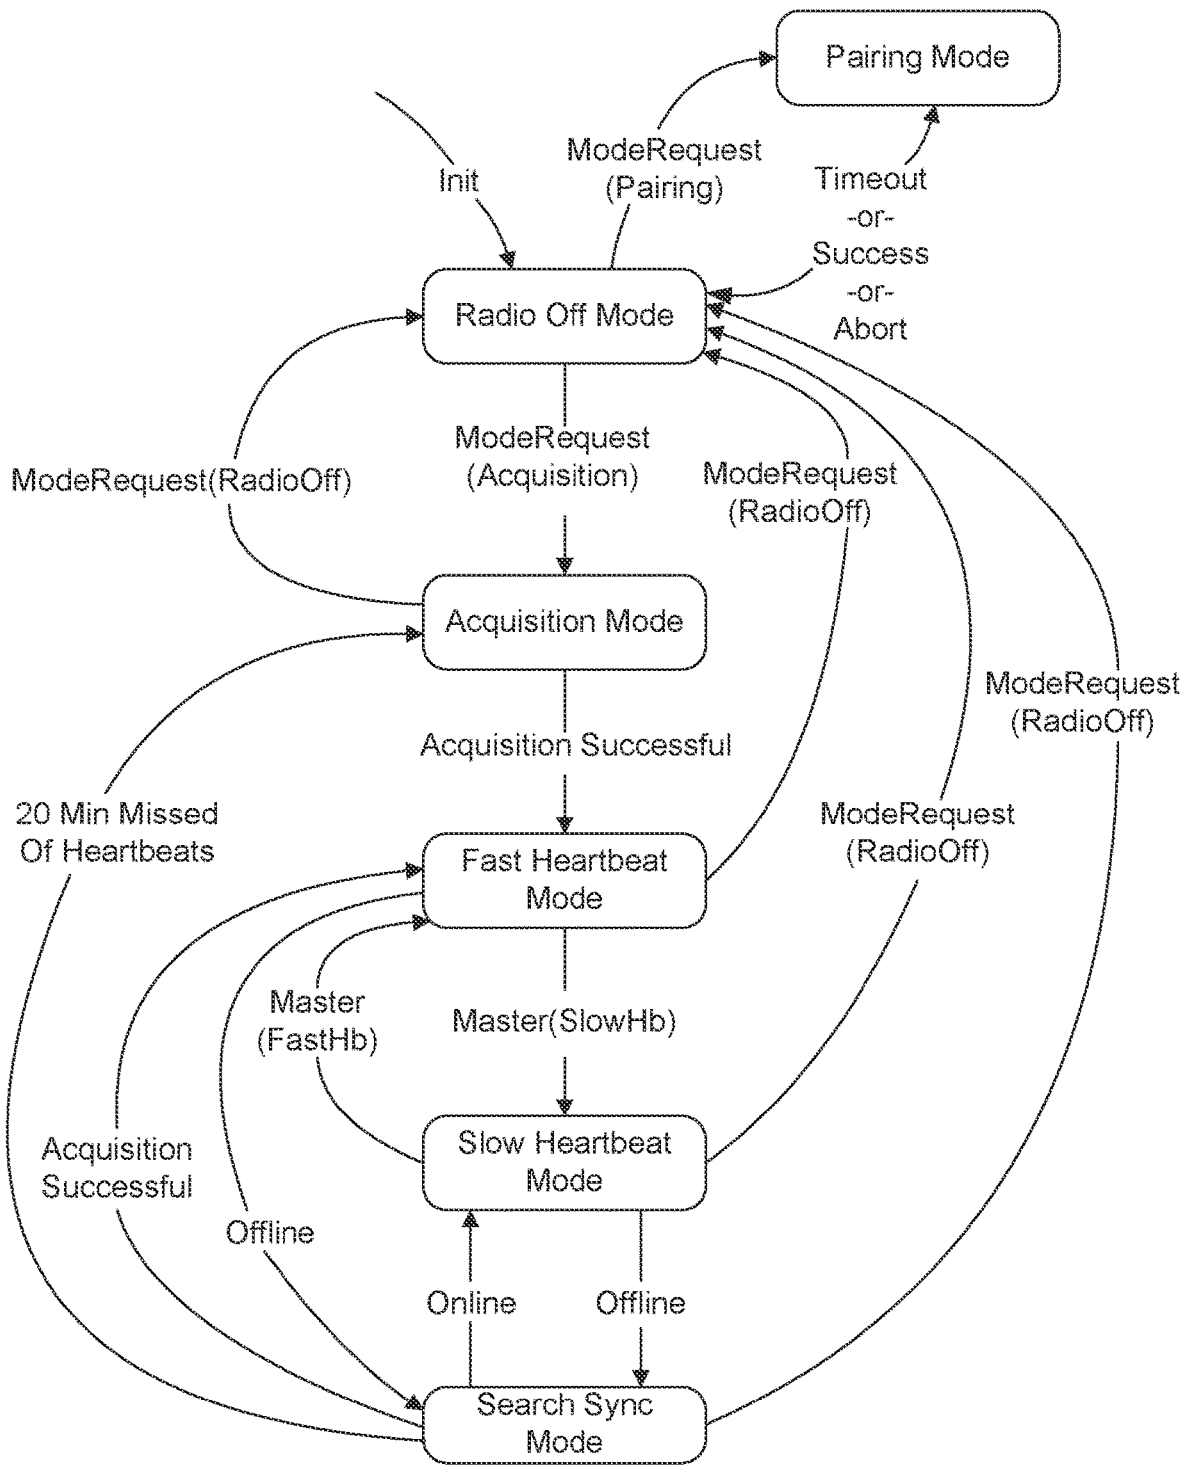 Pairing Mode
ModeRequest
(Pairing)
Init
Timeout
-or-
Success
-or-
Abort
Radio Off Mode
ModeRequest
(Acquisition)
ModeRequest(RadioOff)
ModeRequest
(RadioOff)
Acquisition Mode
ModeRequest
(RadioOff)
Acquisition Successful
20 Min Missed
Of Heartbeats
ModeRequest
(RadioOff)
Fast Heartbeat
Mode
Master
(FastHb)
Master(SlowHb)
Slow Heartbeat
Mode
Acquisition
Successful
Offline
Online
Offline
Search Sync
Mode